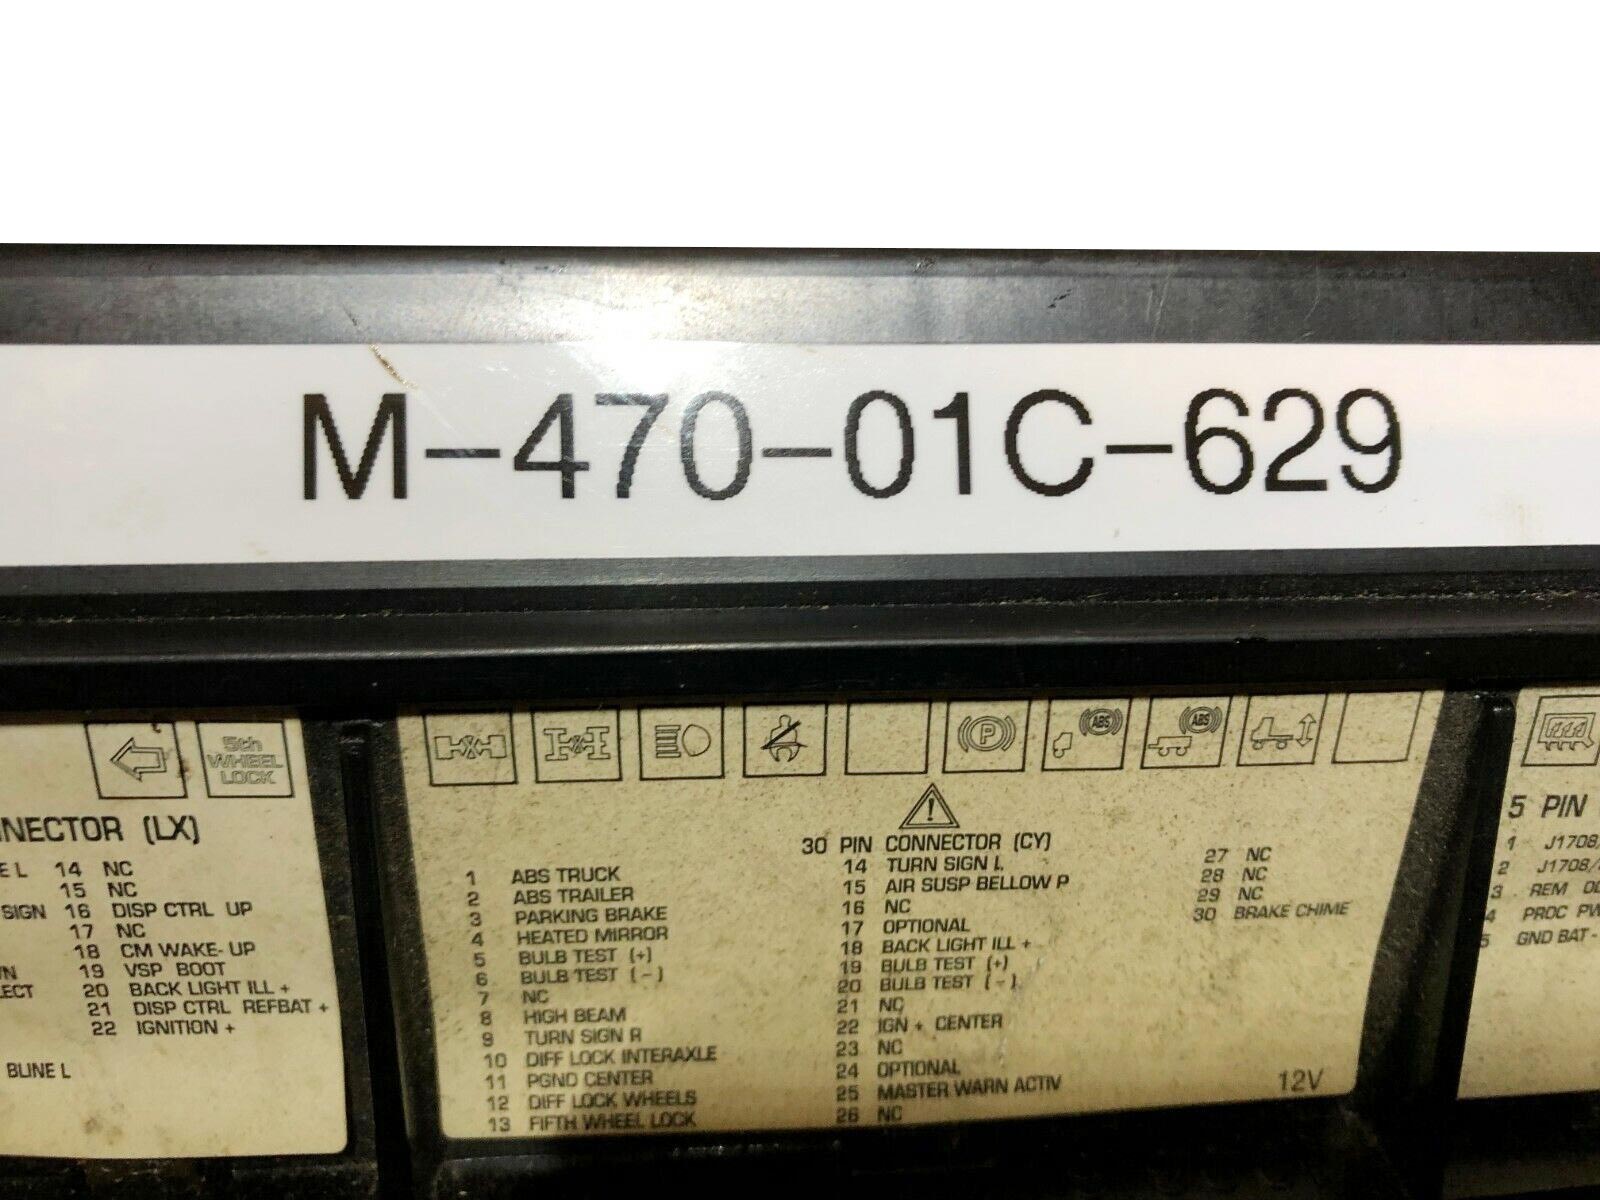 M-470-01C-629
5th
WHEEL
LOCK
P
ABS
ABS
NNECTOR (LX)
E L 14 NC
15 NC
SIGN 16 DISP CTRL UP
17 NC
18 CM WAKE-UP
WN 19 VSP BOOT
LECT 20 BACK LIGHT ILL +
21 DISP CTRL REFBAT +
22 IGNITION +
BLINE L
30 PIN CONNECTOR (CY)
1 ABS TRUCK
2 ABS TRAILER
3 PARKING BRAKE
4 HEATED MIRROR
5 BULB TEST (+)
6 BULB TEST (-)
7 NC
8 HIGH BEAM
9 TURN SIGN R
10 DIFF LOCK INTERAXLE
11 PGND CENTER
12 DIFF LOCK WHEELS
13 FIFTH WHEEL LOCK
14 TURN SIGN L
15 AIR SUSP BELLOW P
16 NC
17 OPTIONAL
18 BACK LIGHT ILL +
19 BULB TEST (+)
20 BULB TEST (-)
21 NC
22 IGN + CENTER
23 NC
24 OPTIONAL
25 MASTER WARN ACTIV
26 NC
27 NC
28 NC
29 NC
30 BRAKE CHIME
12V
5 PIN
1 J1708/
2 J1708/
3 REM OD
4 PROC PW
5 GND BAT -